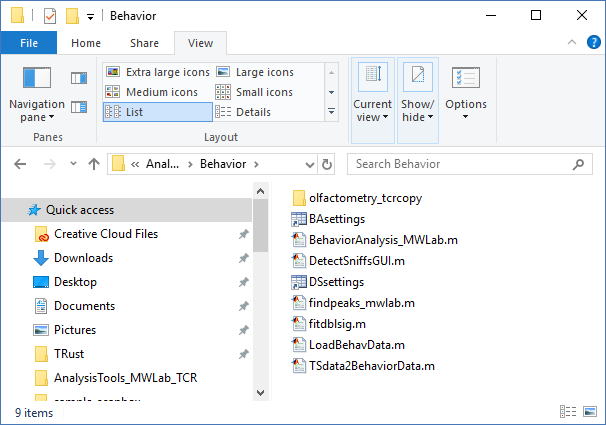 Behavior
File Home Share View
Navigation pane
Extra large icons Large icons
Medium icons Small icons
List Details
Current view
Show/ hide
Options
Panes Layout
« Anal... › Behavior ›
Search Behavior
Quick access
Creative Cloud Files
Downloads
Desktop
Documents
Pictures
TRust
AnalysisTools_MWLab_TCR
olfactometry_tcrcopy
BAsettings
BehaviorAnalysis_MWLab.m
DetectSniffsGUI.m
DSsettings
findpeaks_mwlab.m
fitdblsig.m
LoadBehavData.m
TSdata2BehaviorData.m
9 items